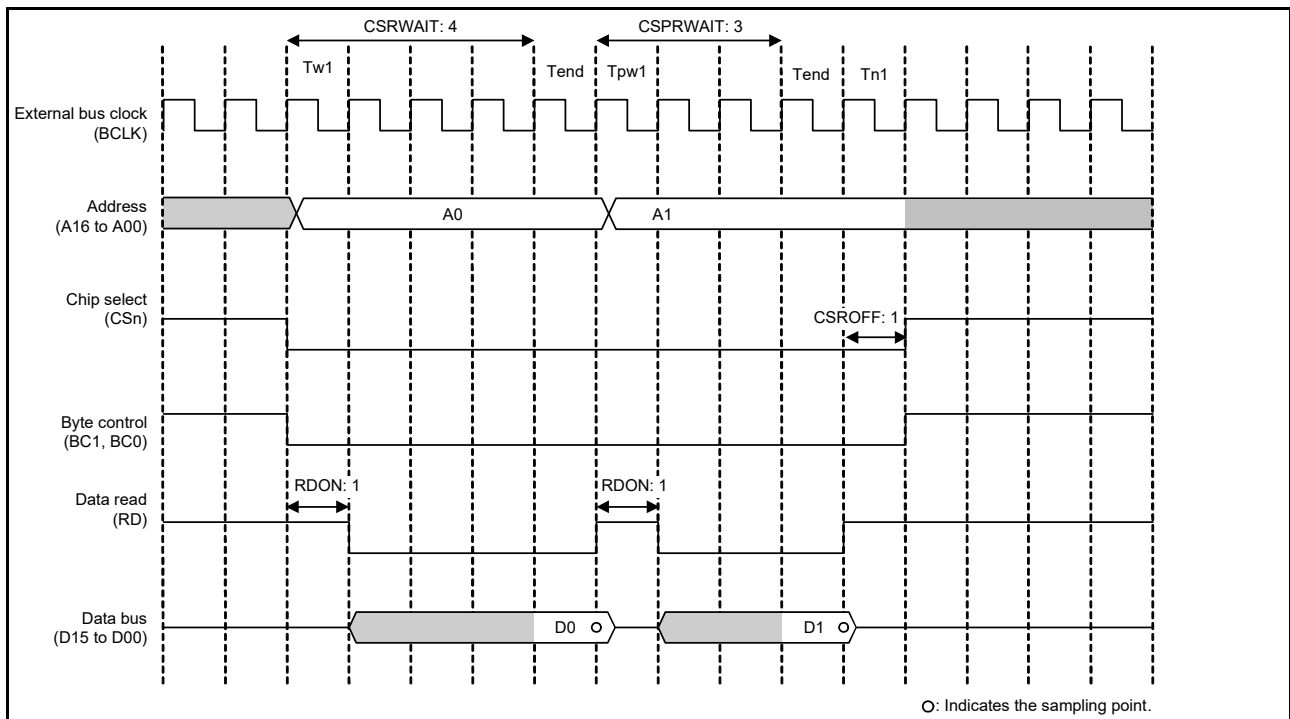 CSRWAIT: 4
CSPRWAIT: 3
Tw1
Tend
Tpw1
Tend
Tn1
External bus clock
(BCLK)
Address
(A16 to A00)
A0
A1
Chip select
(CSn)
CSROFF: 1
Byte control
(BC1, BC0)
RDON: 1
RDON: 1
Data read
(RD)
Data bus
(D15 to D00)
D0
D1
: Indicates the sampling point.